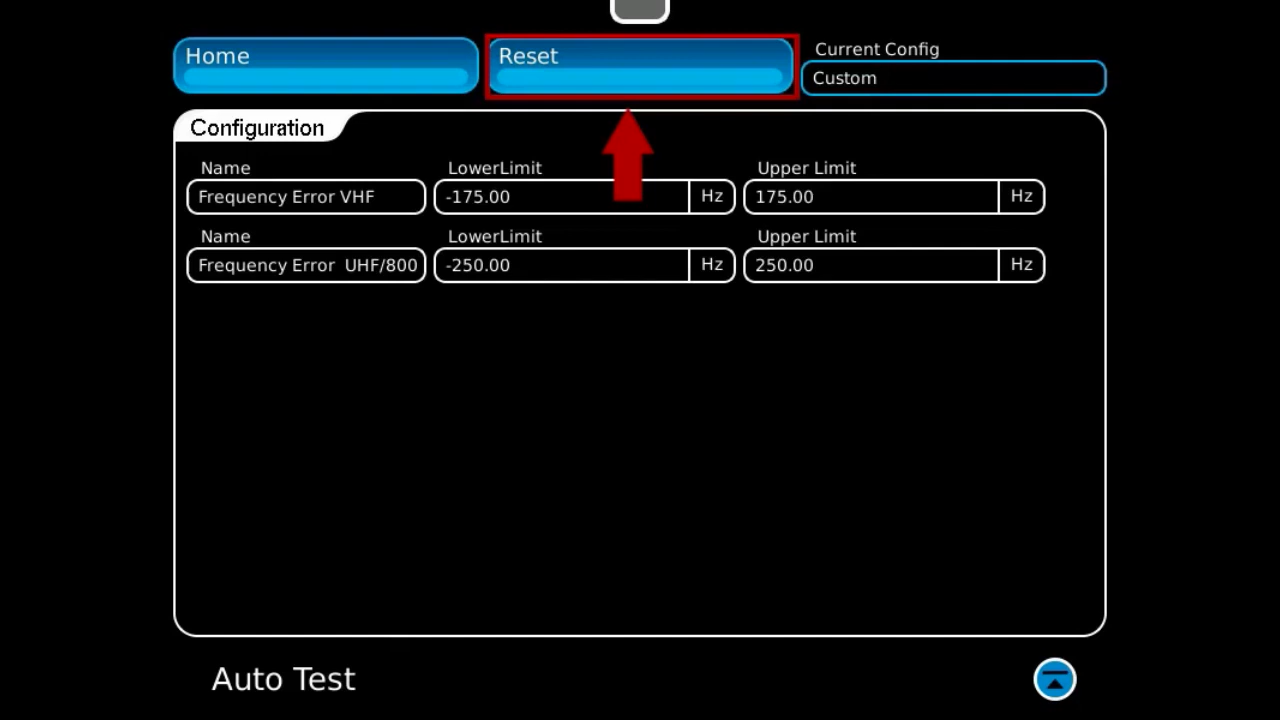 Home
Reset
Current Config
Custom
Configuration
Name LowerLimit Upper Limit
Frequency Error VHF -175.00 Hz 175.00 Hz
Name LowerLimit Upper Limit
Frequency Error UHF/800 -250.00 Hz 250.00 Hz
Auto Test